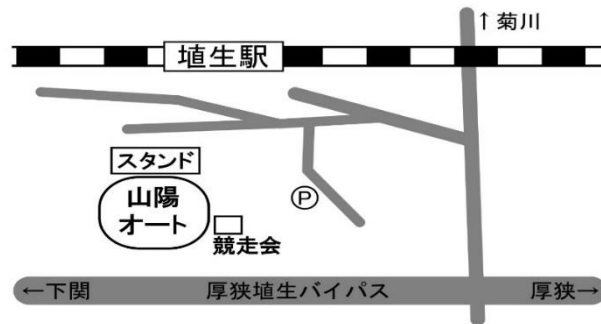 ↑菊川
埴生駅
スタンド
山陽
オート
Ⓟ
競走会
←下関
厚狭埴生バイパス
厚狭→